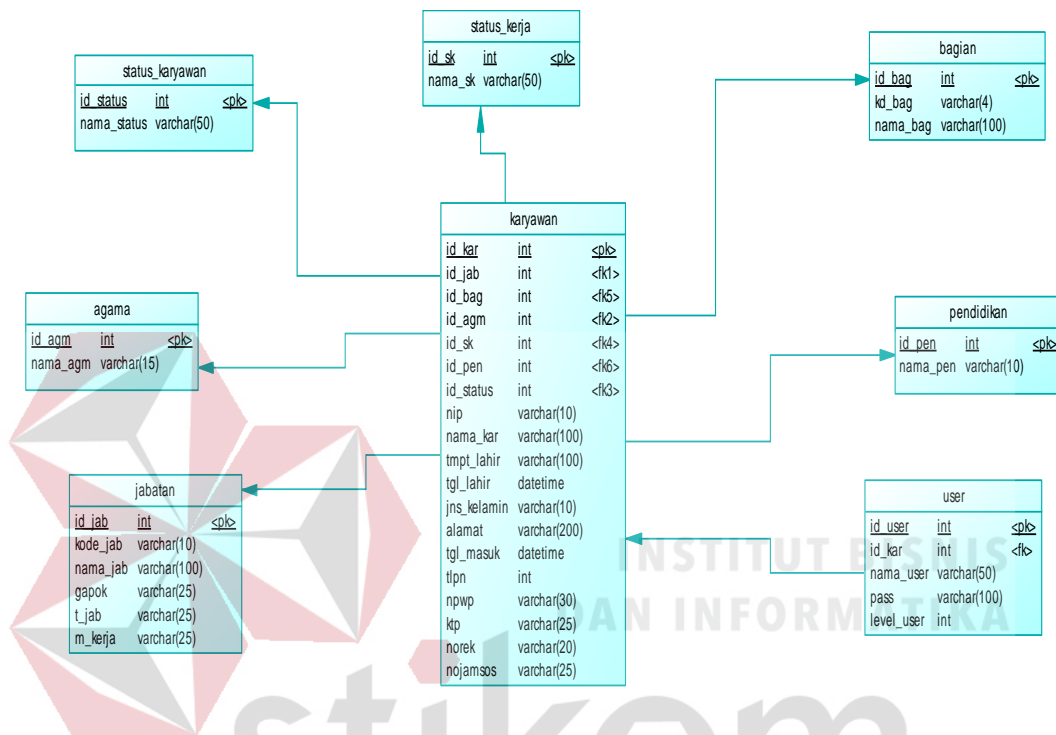 status_kerja
id_sk int <pk>
nama_sk varchar(50)
status_karyawan
id_status int <pk>
nama_status varchar(50)
bagian
id_bag int <pk>
kd_bag varchar(4)
nama_bag varchar(100)
karyawan
id_kar int <pk>
id_jab int <fk1>
id_bag int <fk5>
id_agm int <fk2>
id_sk int <fk4>
id_pen int <fk6>
id_status int <fk3>
nip varchar(10)
nama_kar varchar(100)
tmpt_lahir varchar(100)
tgl_lahir datetime
jns_kelamin varchar(10)
alamat varchar(200)
tgl_masuk datetime
tlpn int
npwp varchar(30)
ktp varchar(25)
norek varchar(20)
nojamsos varchar(25)
agama
id_agm int <pk>
nama_agm varchar(15)
pendidikan
id_pen int <pk>
nama_pen varchar(10)
jabatan
id_jab int <pk>
kode_jab varchar(10)
nama_jab varchar(100)
gapok varchar(25)
t_jab varchar(25)
m_kerja varchar(25)
user
id_user int <pk>
id_kar int <fk>
nama_user varchar(50)
pass varchar(100)
level_user int
INSTITUT BISNIS
DAN INFORMATIKA
stikom